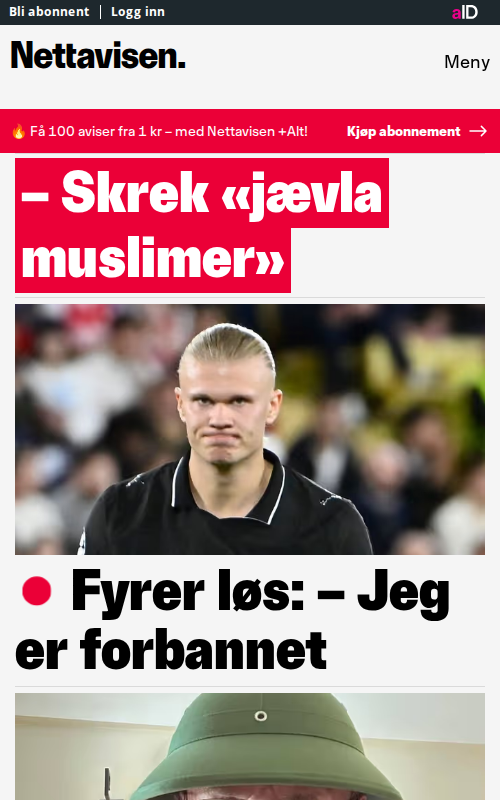 Bli abonnent | Logg inn
aID
Nettavisen.
Meny
🔥 Få 100 aviser fra 1 kr – med Nettavisen +Alt!
Kjøp abonnement →
– Skrek «jævla
muslimer»
Fyrer løs: – Jeg
er forbannet